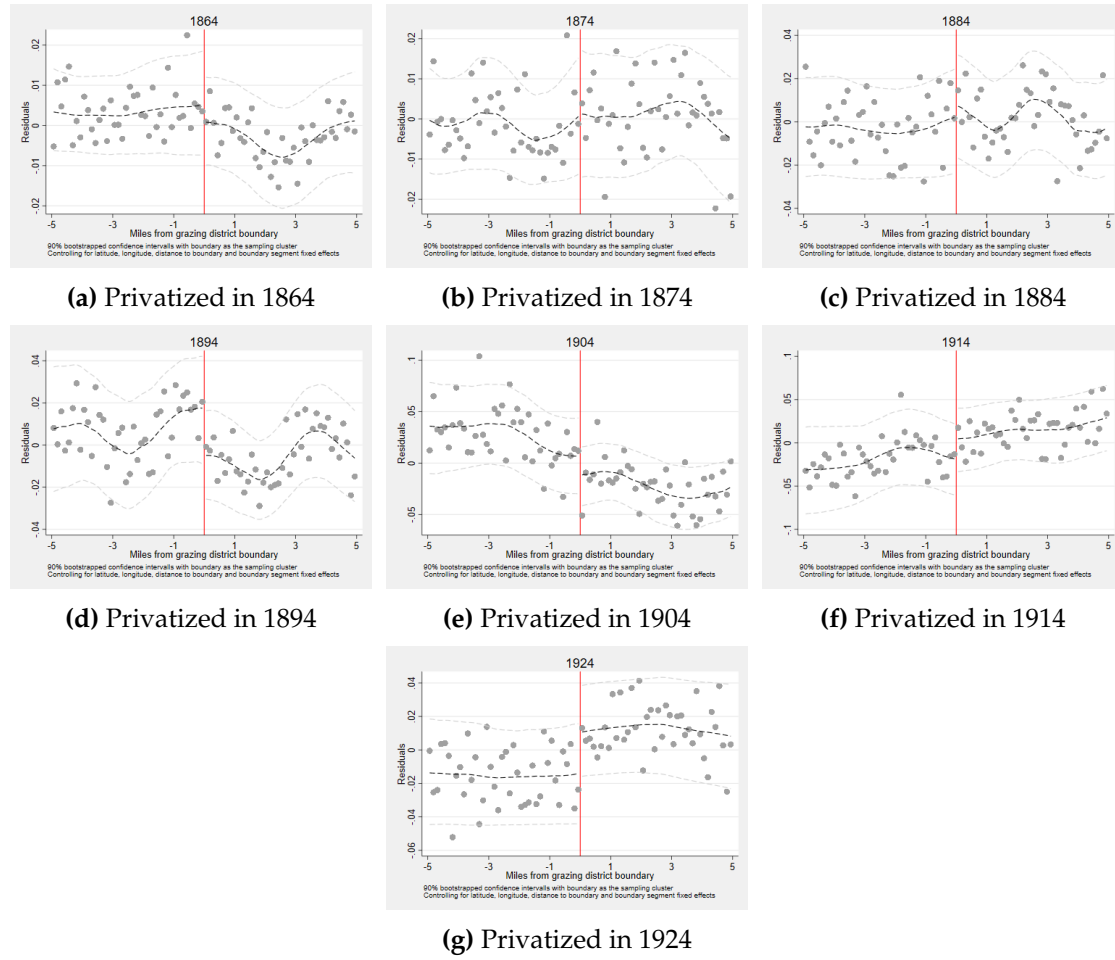 1864
.02
.01
0
-.01
-.02
Residuals
-5
-3
-1
1
3
5
Miles from grazing district boundary
90% bootstrapped confidence intervalls with boundary as the sampling cluster
Controlling for latitude, longitude, distance to boundary and boundary segment fixed effects
(a) Privatized in 1864
1874
.02
.01
0
-.01
-.02
Residuals
-5
-3
-1
1
3
5
Miles from grazing district boundary
90% bootstrapped confidence intervalls with boundary as the sampling cluster
Controlling for latitude, longitude, distance to boundary and boundary segment fixed effects
(b) Privatized in 1874
1884
.04
.02
0
-.02
-.04
Residuals
-5
-3
-1
1
3
5
Miles from grazing district boundary
90% bootstrapped confidence intervalls with boundary as the sampling cluster
Controlling for latitude, longitude, distance to boundary and boundary segment fixed effects
(c) Privatized in 1884
1894
.04
.02
0
-.02
-.04
Residuals
-5
-3
-1
1
3
5
Miles from grazing district boundary
90% bootstrapped confidence intervalls with boundary as the sampling cluster
Controlling for latitude, longitude, distance to boundary and boundary segment fixed effects
(d) Privatized in 1894
1904
.1
.05
0
-.05
Residuals
-5
-3
-1
1
3
5
Miles from grazing district boundary
90% bootstrapped confidence intervalls with boundary as the sampling cluster
Controlling for latitude, longitude, distance to boundary and boundary segment fixed effects
(e) Privatized in 1904
1914
.1
.05
0
-.05
-.1
Residuals
-5
-3
-1
1
3
5
Miles from grazing district boundary
90% bootstrapped confidence intervalls with boundary as the sampling cluster
Controlling for latitude, longitude, distance to boundary and boundary segment fixed effects
(f) Privatized in 1914
1924
.04
.02
0
-.02
-.04
-.06
Residuals
-5
-3
-1
1
3
5
Miles from grazing district boundary
90% bootstrapped confidence intervalls with boundary as the sampling cluster
Controlling for latitude, longitude, distance to boundary and boundary segment fixed effects
(g) Privatized in 1924